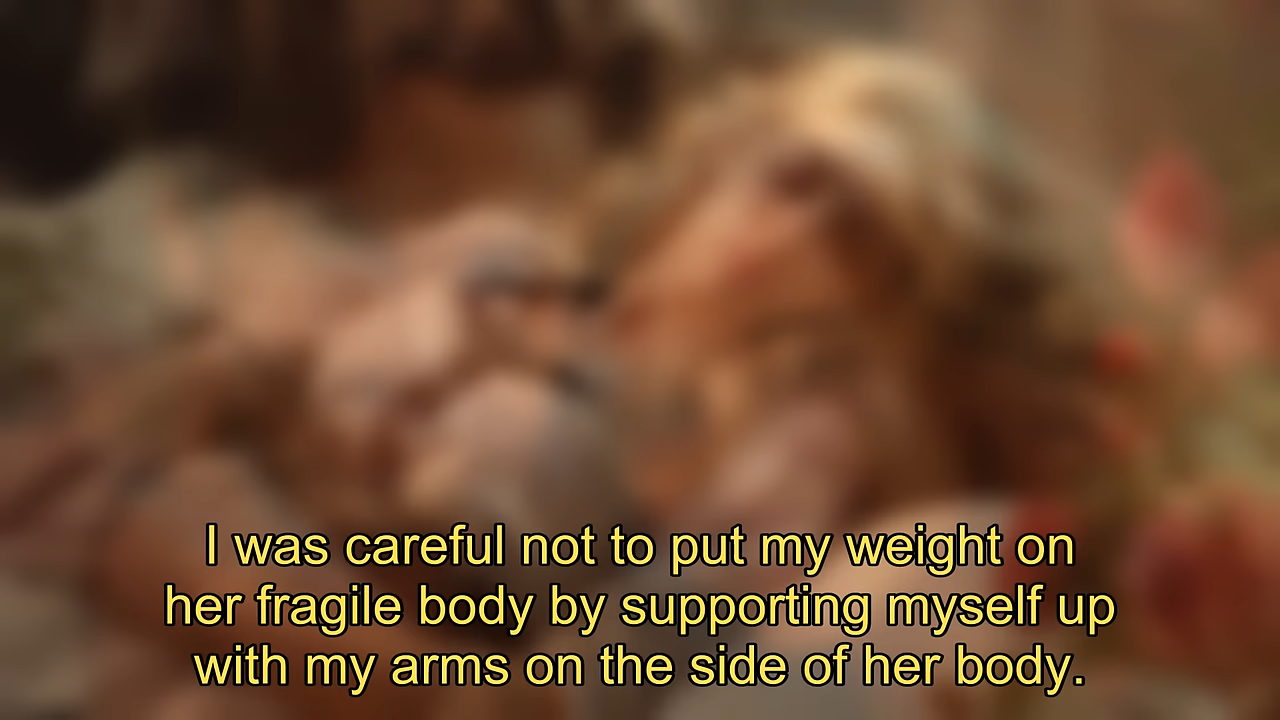 I was careful not to put my weight on
her fragile body by supporting myself up
with my arms on the side of her body.